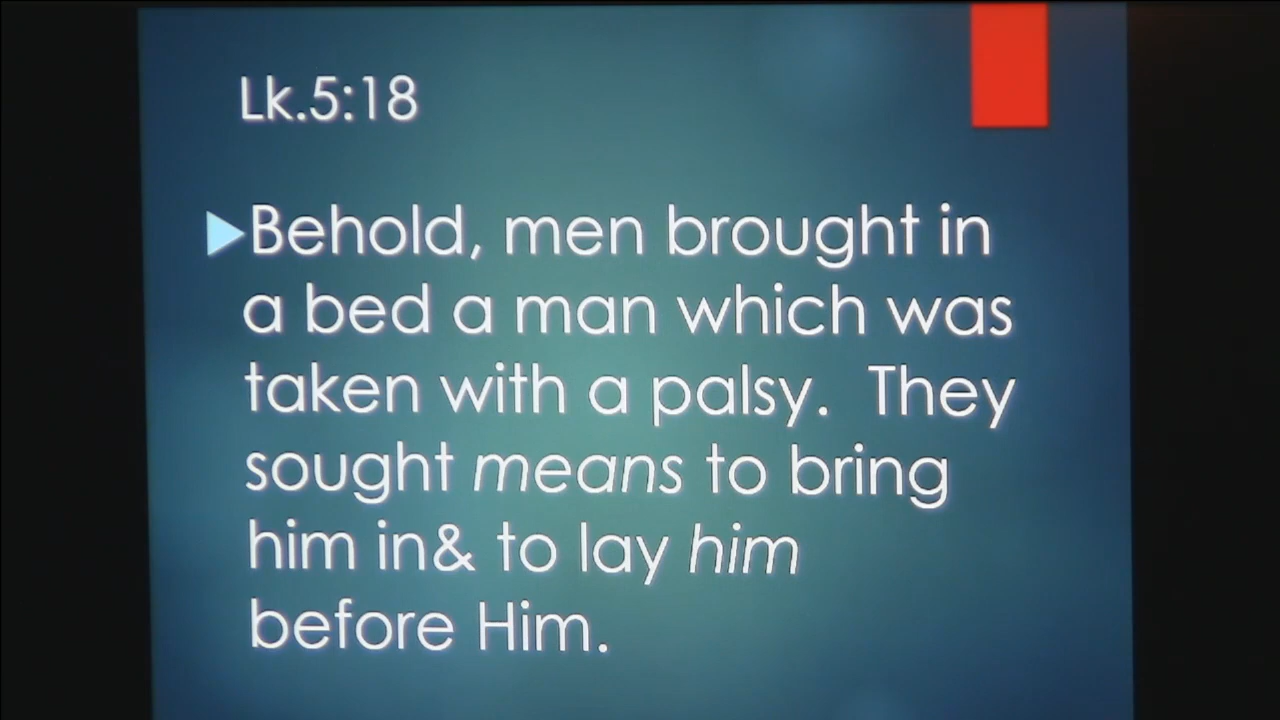 Lk.5:18
Behold, men brought in
a bed a man which was
taken with a palsy.  They
sought means to bring
him in& to lay him
before Him.